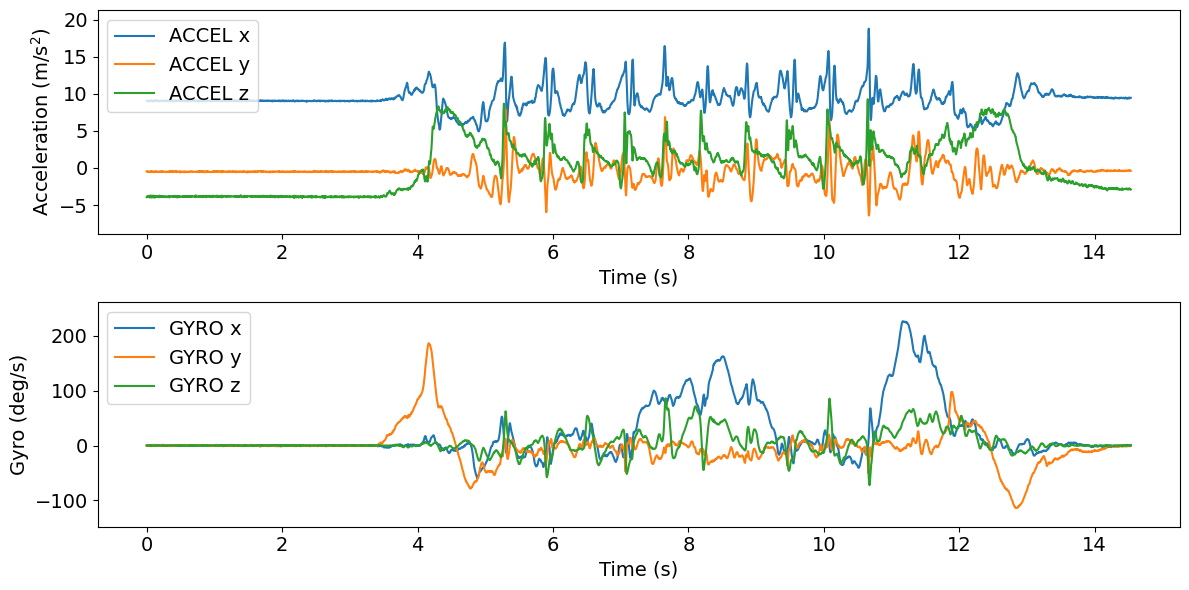 20
15
10
5
0
−5
Acceleration (m/s²)
ACCEL x
ACCEL y
ACCEL z
0 2 4 6 8 10 12 14
Time (s)
200
100
0
−100
Gyro (deg/s)
GYRO x
GYRO y
GYRO z
0 2 4 6 8 10 12 14
Time (s)